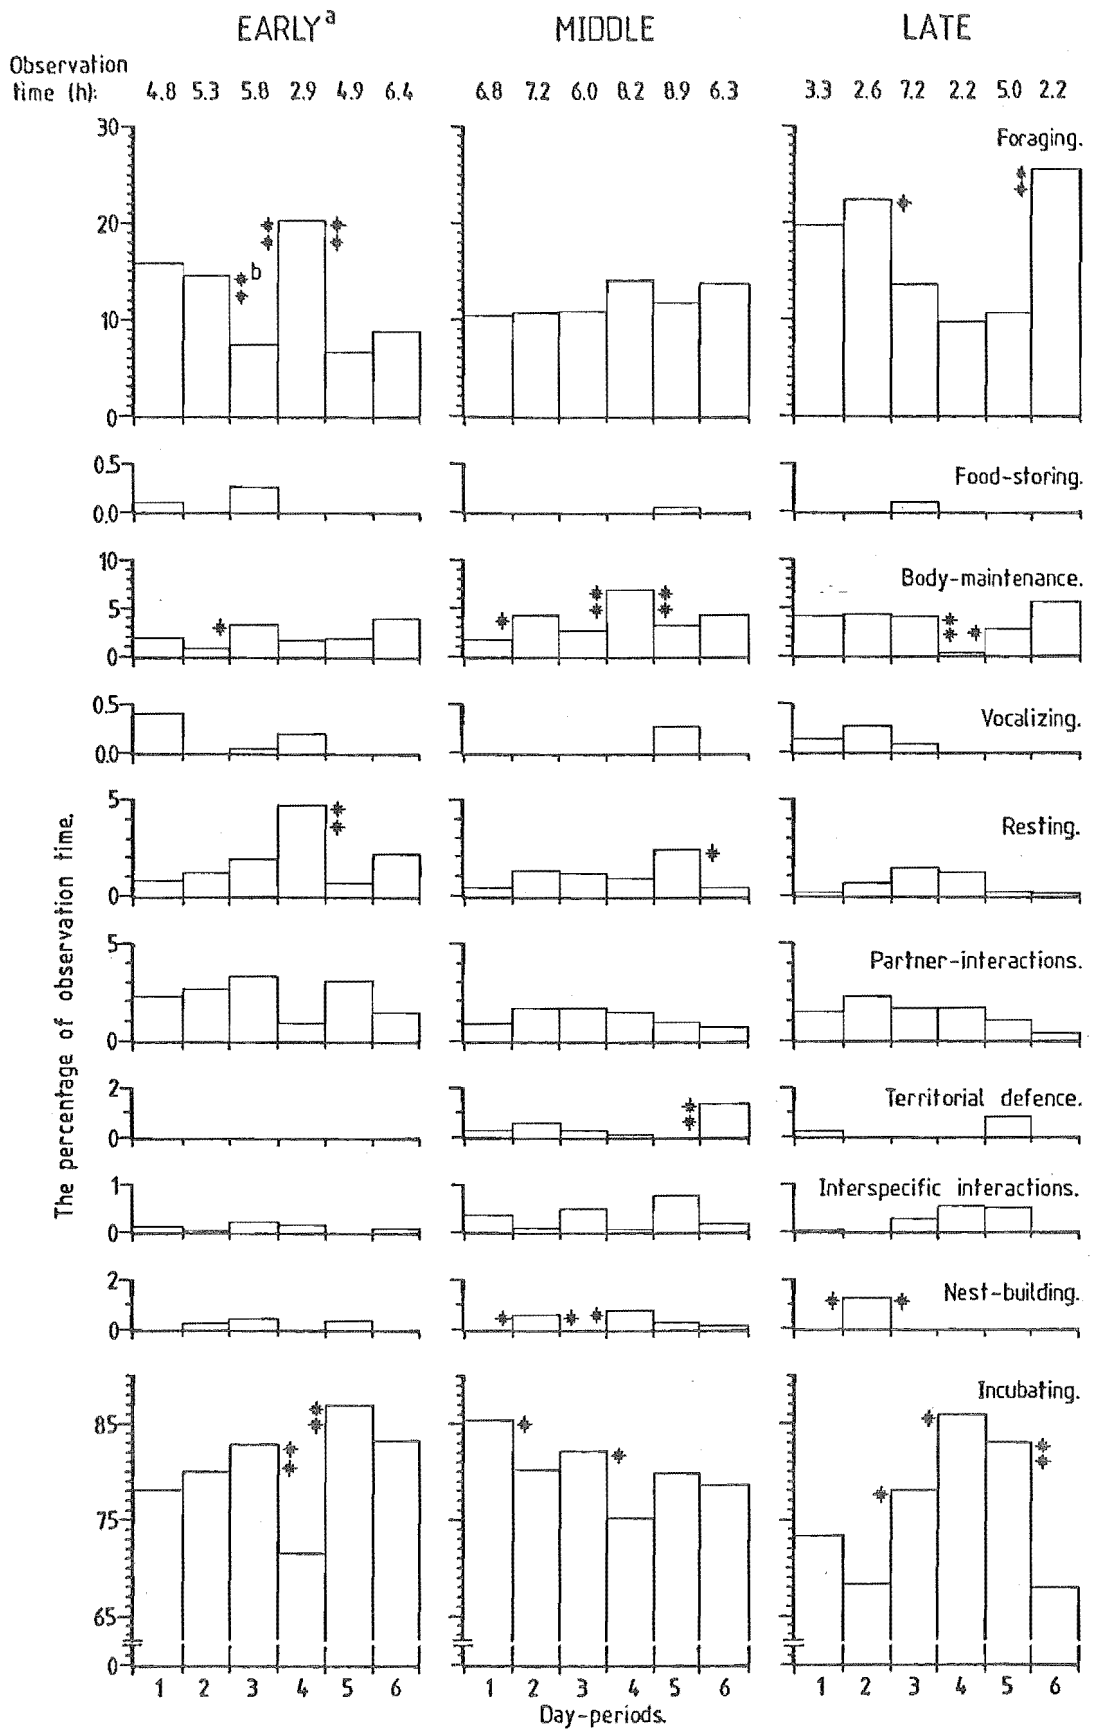 EARLY a MIDDLE LATE
Observation
time (h): 4.8 5.3 5.8 2.9 4.9 6.4 6.8 7.2 6.0 8.2 8.9 6.3 3.3 2.6 7.2 2.2 5.0 2.2
30
Foraging.
20
b
10
0
0.5
Food-storing.
0.0
10
Body-maintenance.
5
0
0.5
Vocalizing.
0.0
5
Resting.
0
5
Partner-interactions.
0
2
Territorial defence.
0
1
Interspecific interactions.
0
2
Nest-building.
0
Incubating.
85
75
65
0
The percentage of observation time.
1 2 3 4 5 6 1 2 3 4 5 6 1 2 3 4 5 6
Day-periods.